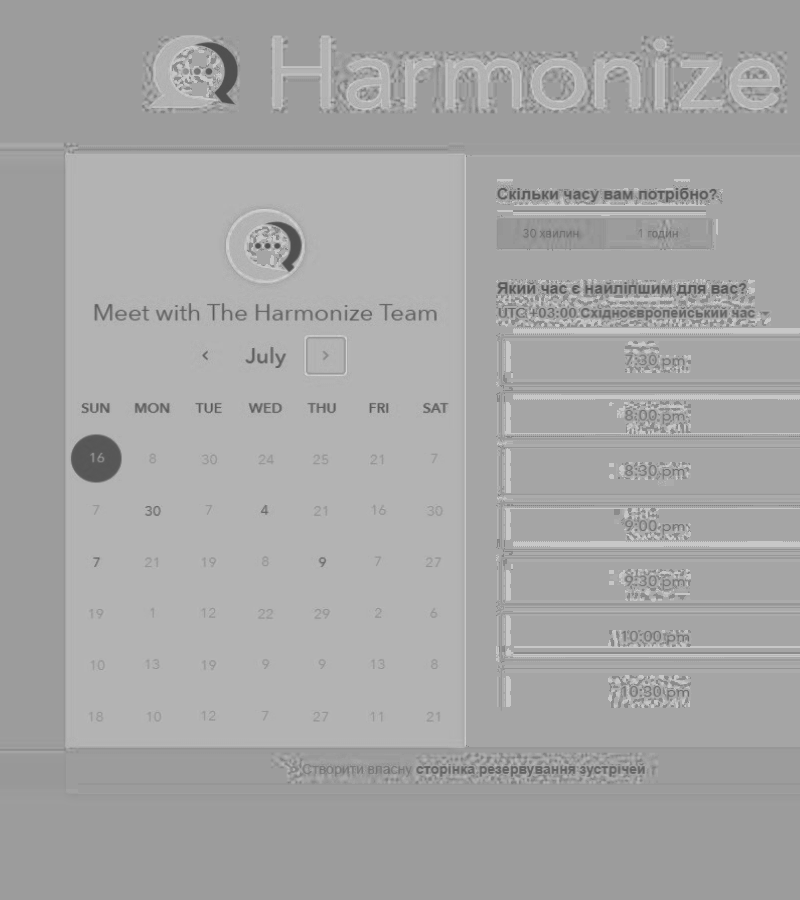 Harmonize
Meet with The Harmonize Team
July
SUN MON TUE WED THU FRI SAT
16 8 30 24 25 21 7
7 30 7 4 21 16 30
7 21 19 8 9 7 27
19 1 12 22 29 2 6
10 13 19 9 9 13 8
18 10 12 7 27 11 21
Скільки часу вам потрібно?
30 хвилин 1 годин
Який час є найліпшим для вас?
UTC +03:00 Східноєвропейський час
7:30 pm
8:00 pm
8:30 pm
9:00 pm
9:30 pm
10:00 pm
10:30 pm
Створити власну сторінка резервування зустрічей